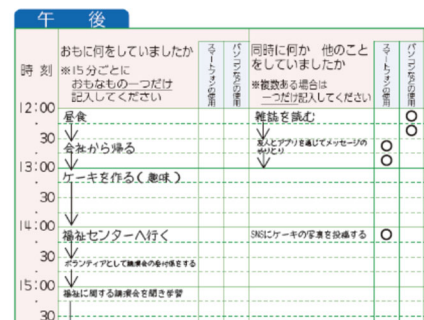 午後
おもに何をしていましたか
スマートフォンの使用
パソコンなどの使用
同時に何か 他のこと
をしていましたか
スマートフォンの使用
パソコンなどの使用
時刻
※15分ごとに
おもなもの一つだけ
記入してください
※複数ある場合は
一つだけ記入してください
12:00
昼食
雑誌を読む
30
会社から帰る
友人とアプリを通じてメッセージの
やりとり
13:00
ケーキを作る(趣味)
30
14:00
福祉センターへ行く
SNSにケーキの写真を投稿する
30
ボランティアとして講演会の受付係をする
15:00
福祉に関する講演会を聞き学習
30